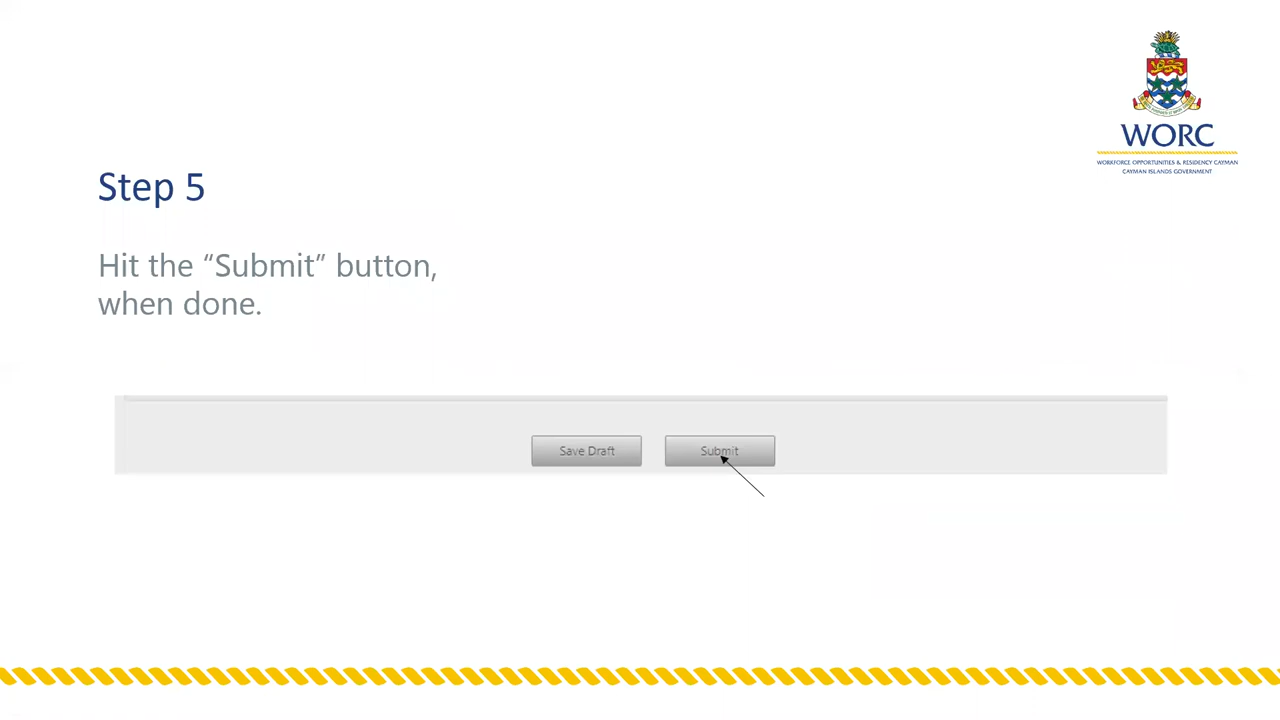 WORC
WORKFORCE OPPORTUNITIES & RESIDENCY CAYMAN
CAYMAN ISLANDS GOVERNMENT
Step 5
Hit the “Submit” button,
when done.
Save Draft
Submit